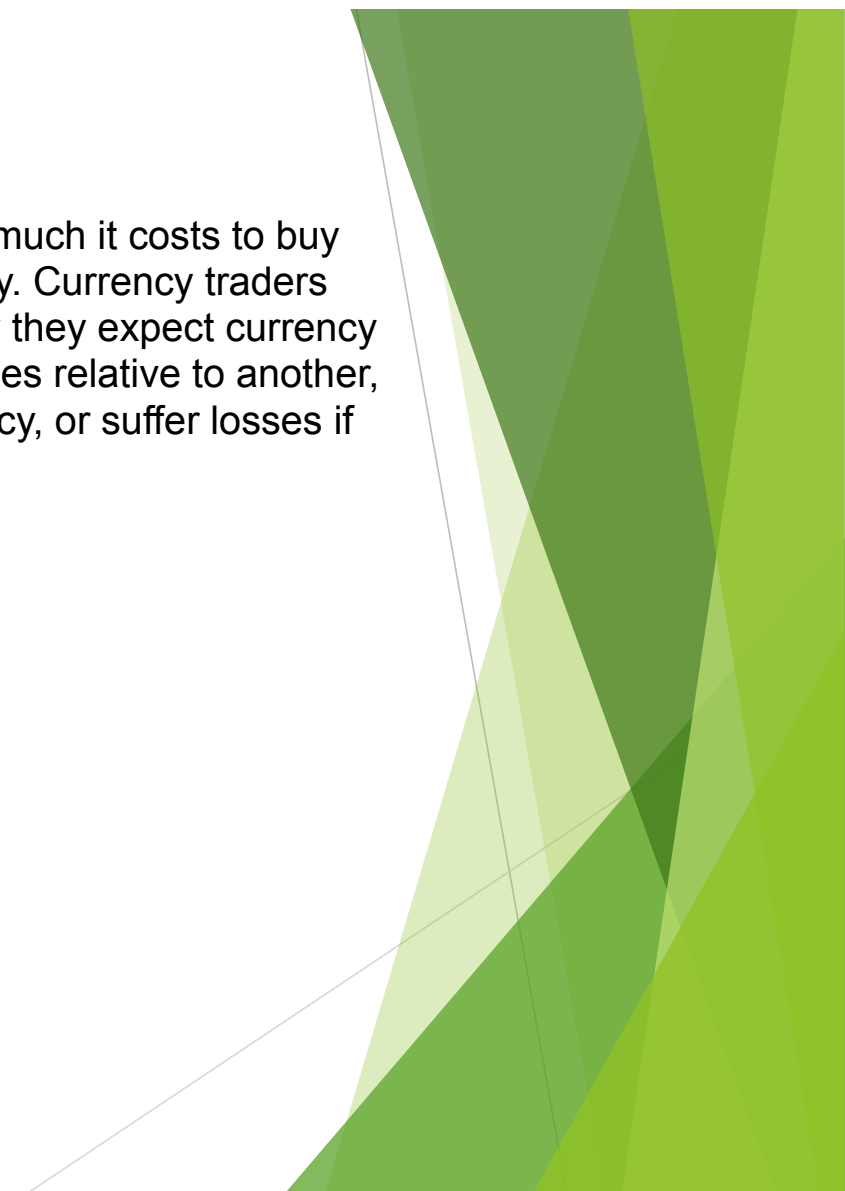 much it costs to buy
y. Currency traders
they expect currency
es relative to another,
cy, or suffer losses if